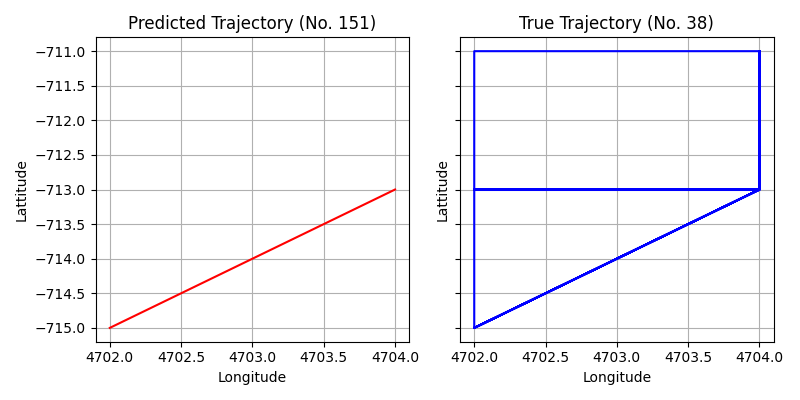 Predicted Trajectory (No. 151)
−711.0
−711.5
−712.0
−712.5
−713.0
−713.5
−714.0
−714.5
−715.0
Lattitude
4702.0 4702.5 4703.0 4703.5 4704.0
Longitude
True Trajectory (No. 38)
Lattitude
4702.0 4702.5 4703.0 4703.5 4704.0
Longitude